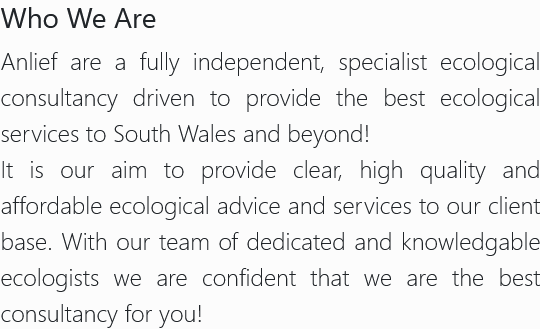 Who We Are
Anlief are a fully independent, specialist ecological
consultancy driven to provide the best ecological
services to South Wales and beyond!
It is our aim to provide clear, high quality and
affordable ecological advice and services to our client
base. With our team of dedicated and knowledgable
ecologists we are confident that we are the best
consultancy for you!